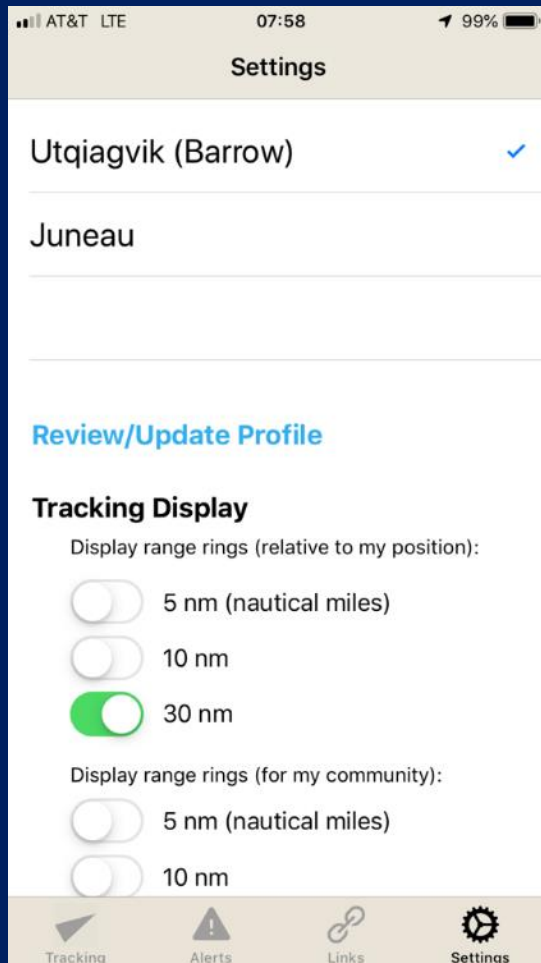 AT&T LTE 07:58 99%
Settings
Utqiagvik (Barrow)
Juneau
Review/Update Profile
Tracking Display
Display range rings (relative to my position):
5 nm (nautical miles)
10 nm
30 nm
Display range rings (for my community):
5 nm (nautical miles)
10 nm
Tracking Alerts Links Settings